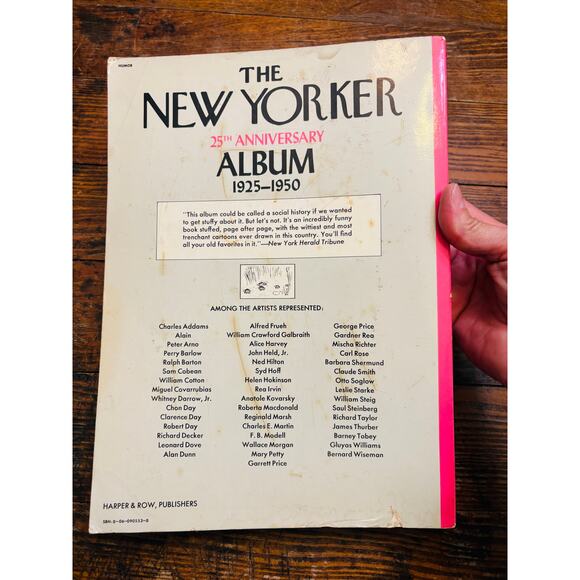 HUMOR
THE
NEW YORKER
25TH ANNIVERSARY
ALBUM
1925—1950
"This album could be called a social history if we wanted
to get stuffy about it. But let's not. It's an incredibly funny
book stuffed, page after page, with the wittiest and most
trenchant cartoons ever drawn in this country. You'll find
all your old favorites in it."—New York Herald Tribune
AMONG THE ARTISTS REPRESENTED:
Charles Addams
Alain
Peter Arno
Perry Barlow
Ralph Barton
Sam Cobean
William Cotton
Miguel Covarrubias
Whitney Darrow, Jr.
Chon Day
Clarence Day
Robert Day
Richard Decker
Leonard Dove
Alan Dunn
Alfred Frueh
William Crawford Galbraith
Alice Harvey
John Held, Jr.
Ned Hilton
Syd Hoff
Helen Hokinson
Rea Irvin
Anatole Kovarsky
Roberta Macdonald
Reginald Marsh
Charles E. Martin
F. B. Modell
Wallace Morgan
Mary Petty
Garrett Price
George Price
Gardner Rea
Mischa Richter
Carl Rose
Barbara Shermund
Claude Smith
Otto Soglow
Leslie Starke
William Steig
Saul Steinberg
Richard Taylor
James Thurber
Barney Tobey
Gluyas Williams
Bernard Wiseman
HARPER & ROW, PUBLISHERS
SBN: 0-06-090553-0